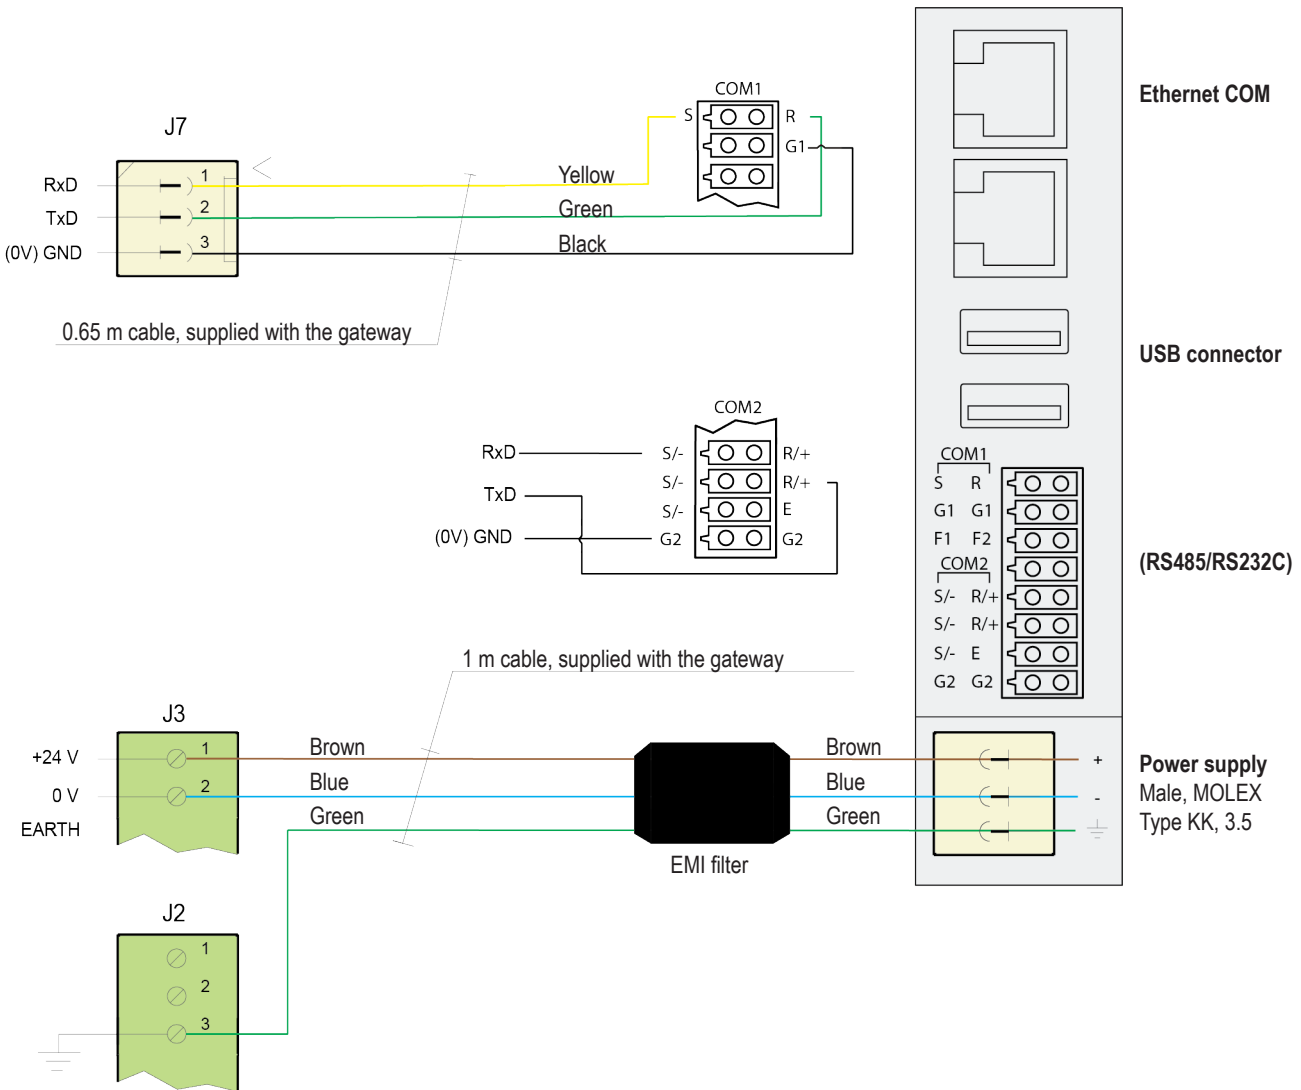 COM1
S R
G1
J7
RxD 1 Yellow
TxD 2 Green
(0V) GND 3 Black
0.65 m cable, supplied with the gateway
COM2
RxD S/- R/+
TxD S/- R/+
S/- E
(0V) GND G2 G2
1 m cable, supplied with the gateway
J3
+24 V 1 Brown Brown
0 V 2 Blue Blue
EARTH Green Green
EMI filter
J2
1
2
3
Ethernet COM
USB connector
COM1
S R
G1 G1
F1 F2
COM2
S/- R/+
S/- R/+
S/- E
G2 G2
(RS485/RS232C)
+
-
Power supply
Male, MOLEX
Type KK, 3.5